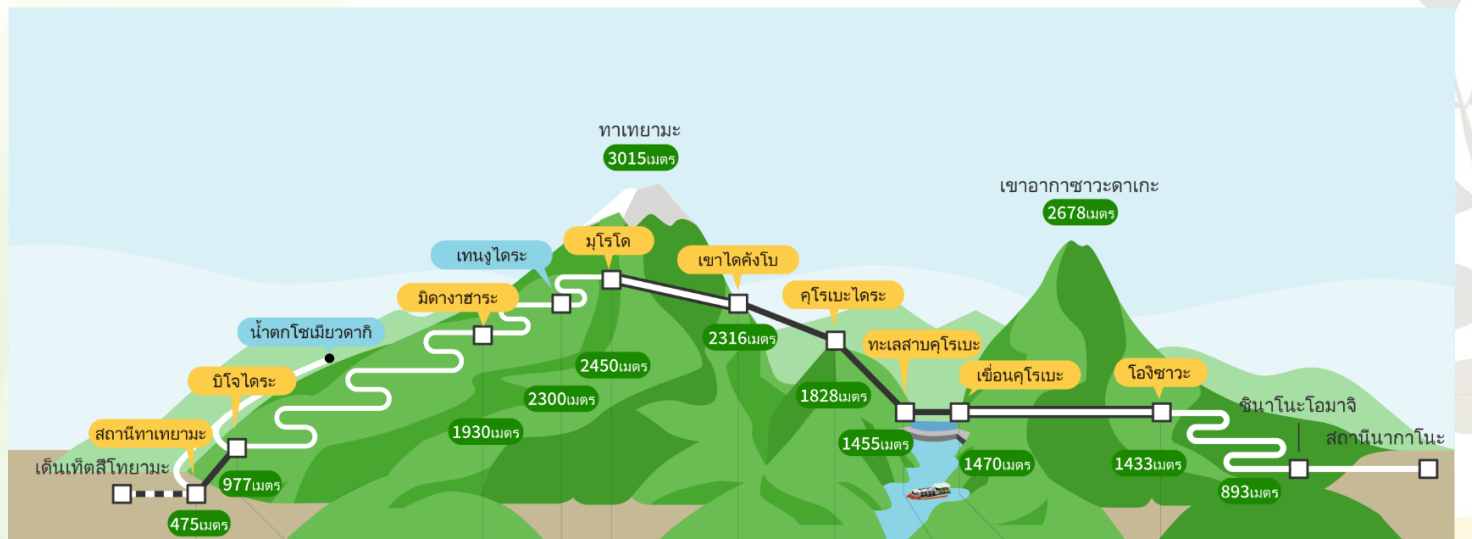 ทาเทยามะ
3015เมตร
เขาอากาซาวะดาเกะ
2678เมตร
มุโรโด
เทนงูไดระ
เขาไดคังโบ
มิดางาฮาระ
คุโรเบะไดระ
น้ำตกโชเมียวดากิ
2316เมตร
ทะเลสาบคุโรเบะ
2450เมตร
บิโจไดระ
เขื่อนคุโรเบะ
โองิซาวะ
1828เมตร
2300เมตร
ชินาโนะโอมาจิ
สถานีทาเทยามะ
1930เมตร
สถานีนากาโนะ
1455เมตร
เด็นเท็ตสึโทยามะ
1470เมตร
1433เมตร
977เมตร
893เมตร
475เมตร